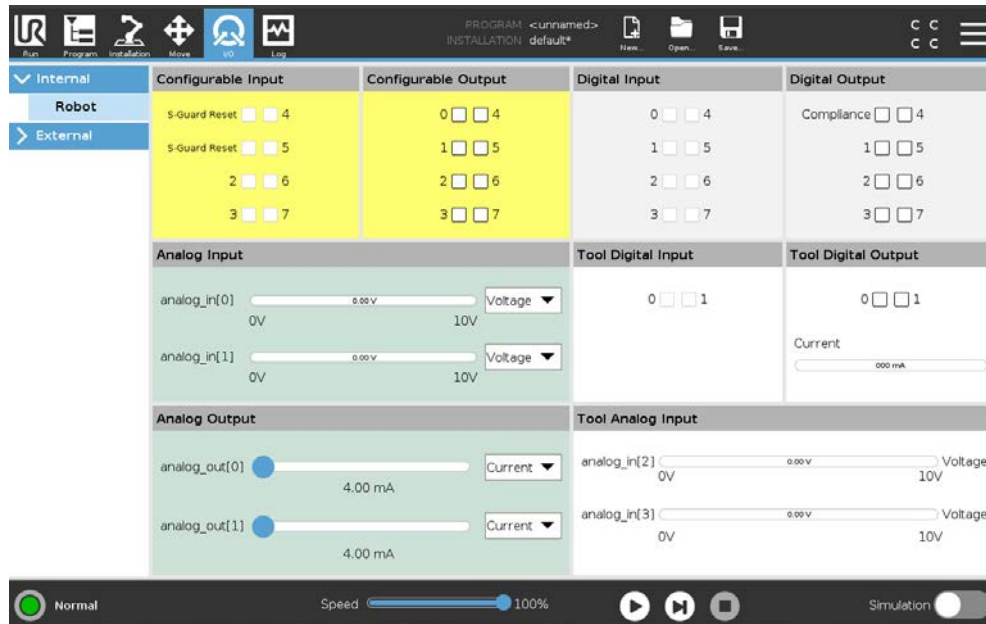 UR
PROGRAM <unnamed>
INSTALLATION default*
C C
C C
Run Program Installation Move I/O Log New... Open... Save...
Internal
Robot
External
Configurable Input
S-Guard Reset 4
S-Guard Reset 5
2 6
3 7
Configurable Output
0 4
1 5
2 6
3 7
Digital Input
0 4
1 5
2 6
3 7
Digital Output
Compliance 4
1 5
2 6
3 7
Analog Input
analog_in[0] 0.00 V Voltage
0V 10V
analog_in[1] 0.00 V Voltage
0V 10V
Tool Digital Input
0 1
Tool Digital Output
0 1
Current
000 mA
Analog Output
analog_out[0] Current
4.00 mA
analog_out[1] Current
4.00 mA
Tool Analog Input
analog_in[2] 0.00 V Voltage
0V 10V
analog_in[3] 0.00 V Voltage
0V 10V
Normal Speed 100% Simulation